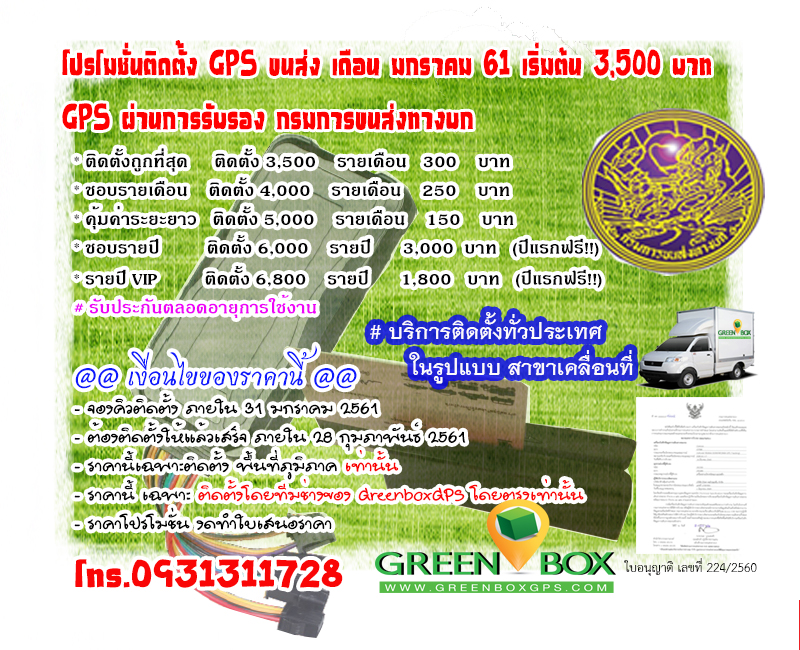 โปรโมชั่นติดตั้ง GPS ขนส่ง เดือน มกราคม 61 เริ่มต้น 3,500 บาท
GPS ผ่านการรับรอง กรมการขนส่งทางบก
* ติดตั้งถูกที่สุด ติดตั้ง 3,500 รายเดือน 300 บาท
* ชอบรายเดือน ติดตั้ง 4,000 รายเดือน 250 บาท
* คุ้มค่าระยะยาว ติดตั้ง 5,000 รายเดือน 150 บาท
* ชอบรายปี ติดตั้ง 6,000 รายปี 3,000 บาท (ปีแรกฟรี!!)
* รายปี VIP ติดตั้ง 6,800 รายปี 1,800 บาท (ปีแรกฟรี!!)
# รับประกันตลอดอายุการใช้งาน
กรมการขนส่งทางบก
# บริการติดตั้งทั่วประเทศ
ในรูปแบบ สาขาเคลื่อนที่
GREEN BOX
@@ เงื่อนไขของราคานี้ @@
- จองคิวติดตั้ง ภายใน 31 มกราคม 2561
- ต้องติดตั้งให้แล้วเสร็จ ภายใน 28 กุมภาพันธ์ 2561
- ราคานี้เฉพาะติดตั้ง พื้นที่ภูมิภาค เท่านั้น
- ราคานี้ เฉพาะ ติดตั้งโดยทีมช่างของ GreenboxGPS โดยตรงเท่านั้น
- ราคาโปรโมชั่น งดทำใบเสนอราคา
โทร.0931311728
GREEN BOX
WWW.GREENBOXGPS.COM
ใบอนุญาติ เลขที่ 224/2560